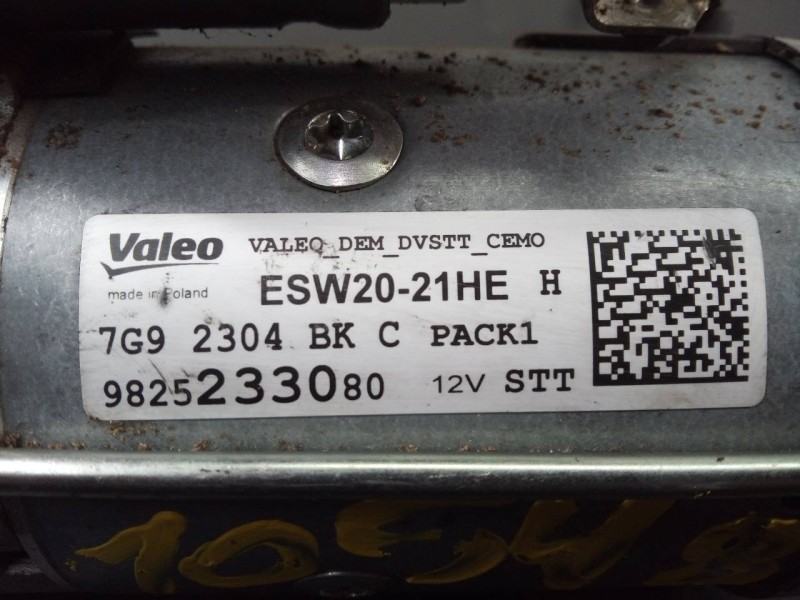 Valeo VALEO_DEM_DVSTT_CEMO
made in Poland ESW20-21HE H
7G9 2304 BK C PACK1
9825233080 12V STT